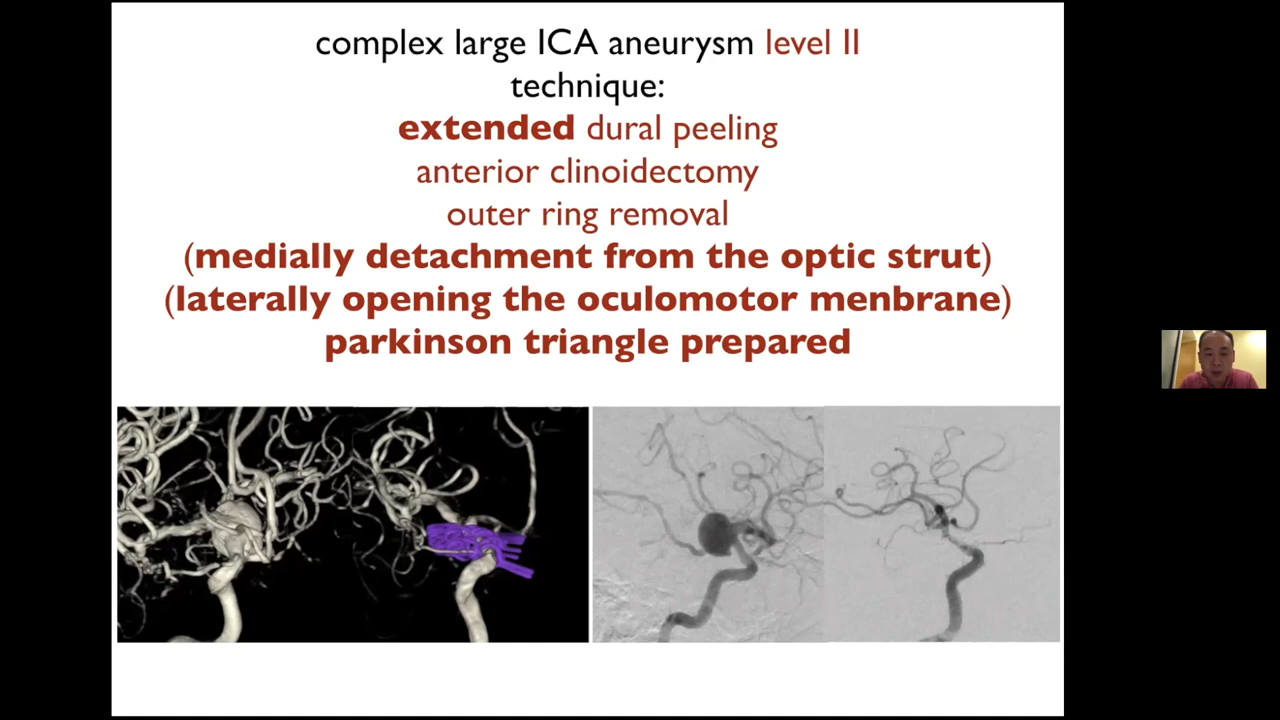 complex large ICA aneurysm level II
technique:
extended dural peeling
anterior clinoidectomy
outer ring removal
(medially detachment from the optic strut)
(laterally opening the oculomotor menbrane)
parkinson triangle prepared